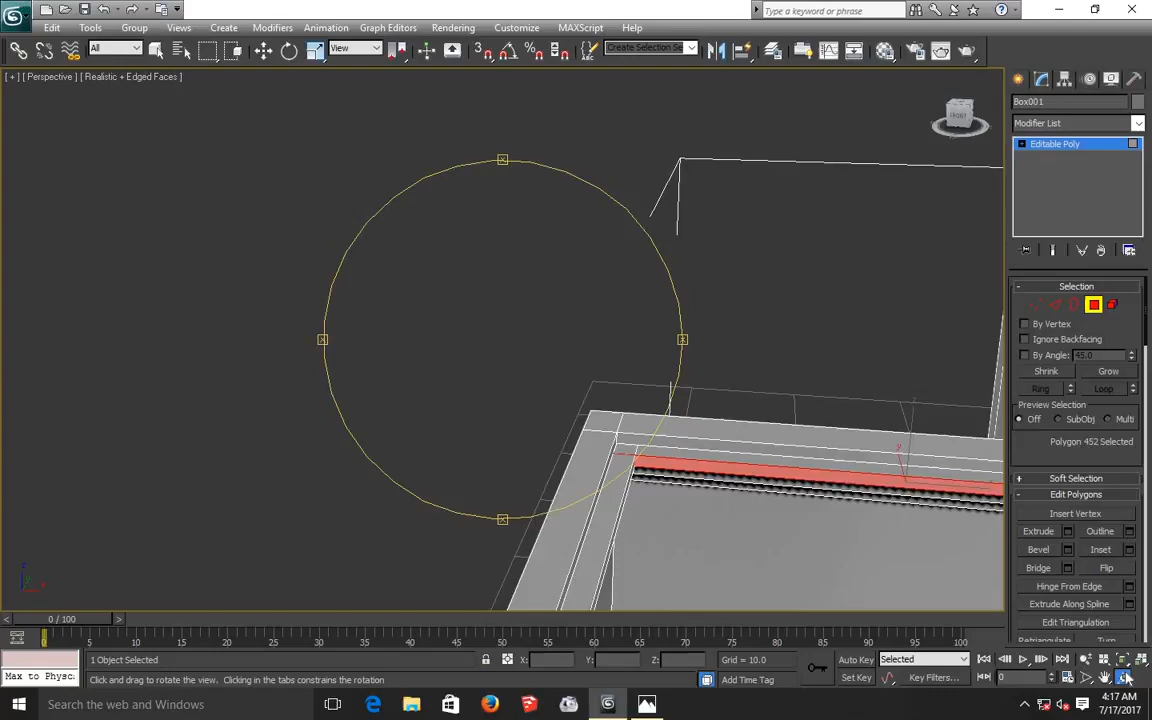 Type a keyword or phrase
Edit Tools Group Views Create Modifiers Animation Graph Editors Rendering Customize MAXScript Help
All View Create Selection Se
[ + ] [ Perspective ] [ Realistic + Edged Faces ]
Box001
Modifier List
Editable Poly
Selection
By Vertex
Ignore Backfacing
By Angle: 45.0
Shrink Grow
Ring Loop
Preview Selection
Off SubObj Multi
Polygon 452 Selected
Soft Selection
Edit Polygons
Insert Vertex
Extrude Outline
Bevel Inset
Bridge Flip
Hinge From Edge
Extrude Along Spline
Edit Triangulation
Retriangulate Turn
0 / 100
0 5 10 15 20 25 30 35 40 45 50 55 60 65 70 75 80 85 90 95 100
1 Object Selected X: Y: Z: Grid = 10.0 Auto Key Selected
Max to Physc Click and drag to rotate the view. Clicking in the tabs constrains the rotation Add Time Tag Set Key Key Filters... 0
Search the web and Windows
4:17 AM
7/17/2017